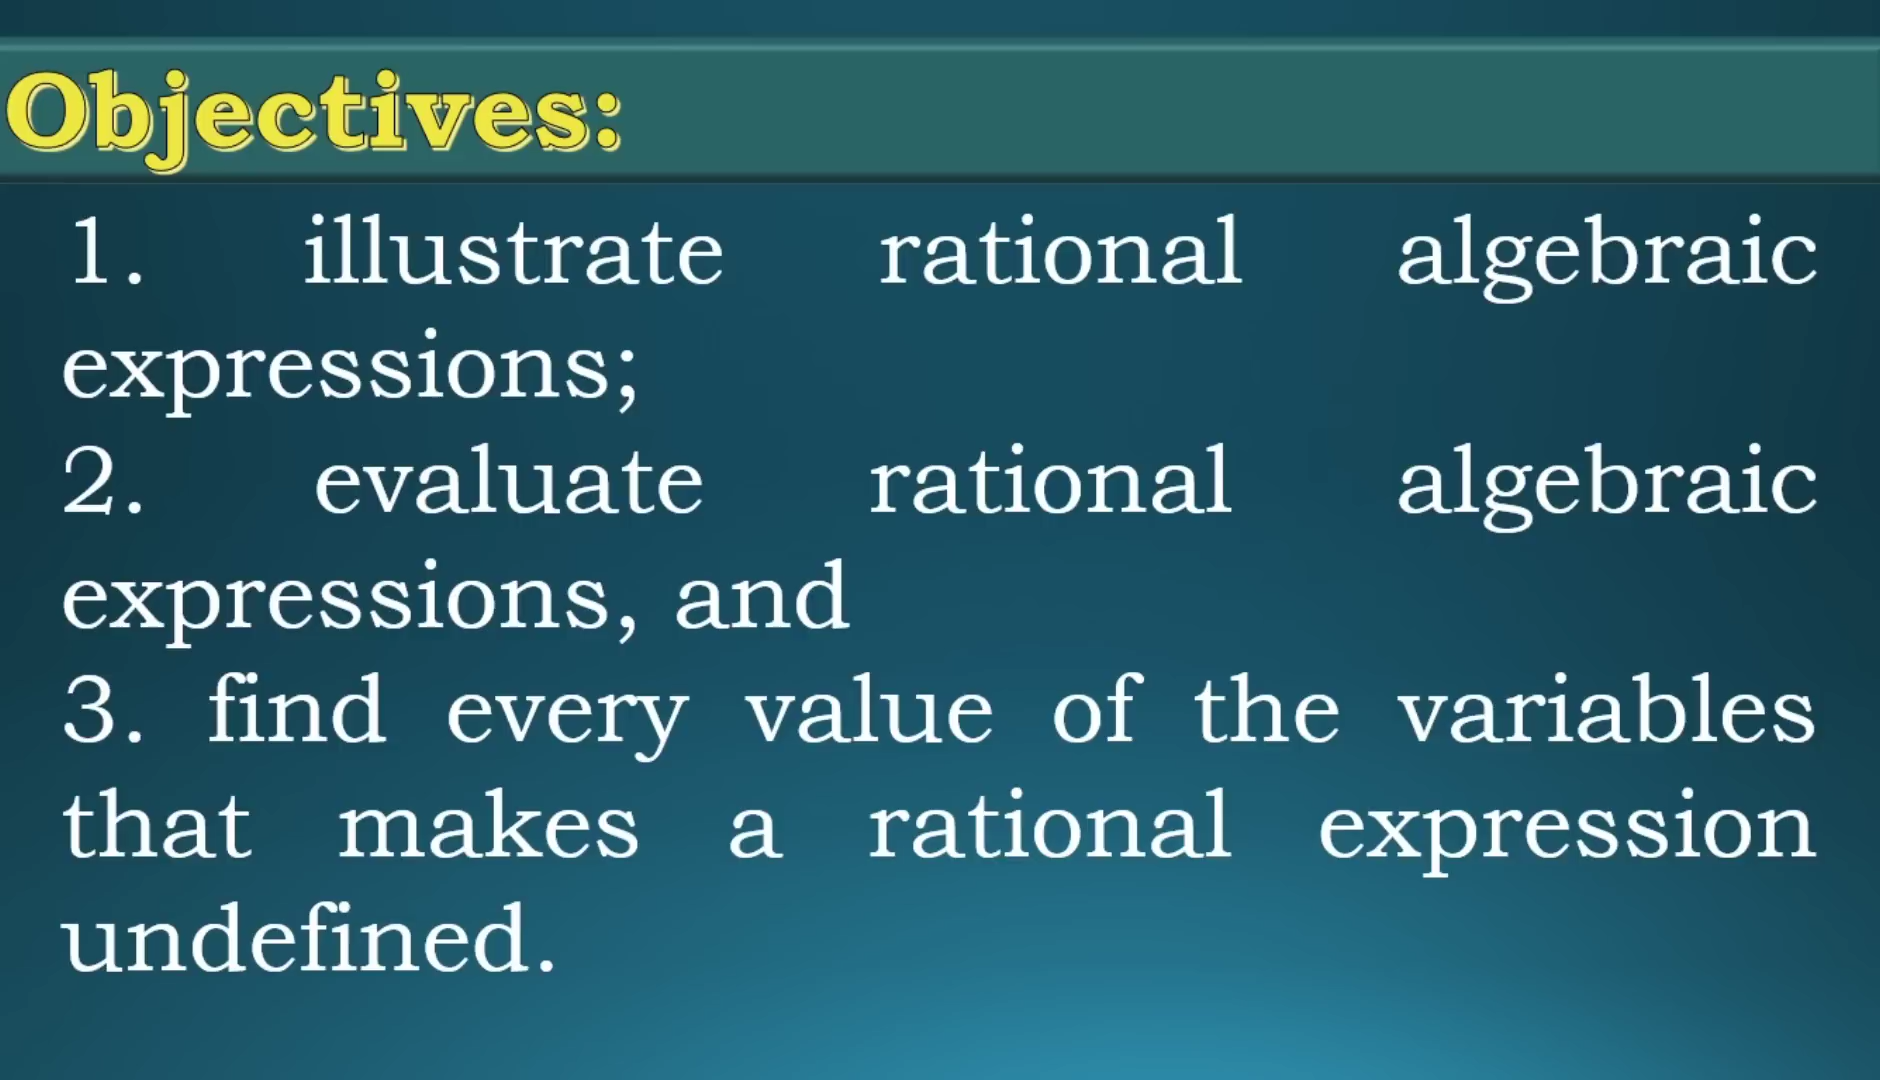 Objectives:
1. illustrate rational algebraic
expressions;
2. evaluate rational algebraic
expressions, and
3. find every value of the variables
that makes a rational expression
undefined.